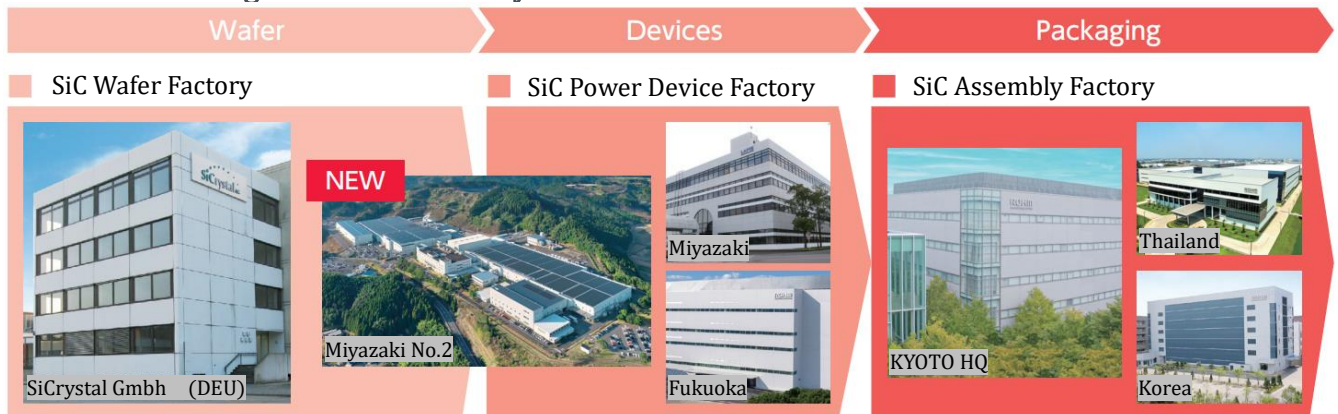 Wafer
Devices
Packaging
SiC Wafer Factory
SiC Power Device Factory
SiC Assembly Factory
SiCrystal
NEW
SiCrystal Gmbh (DEU)
Miyazaki No.2
Miyazaki
Fukuoka
ROHM
KYOTO HQ
Thailand
Korea